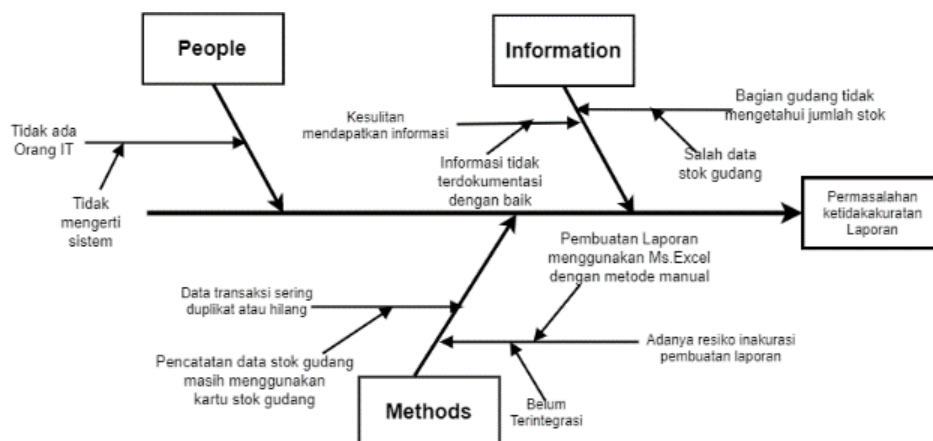 People
Information
Tidak ada
Orang IT
Tidak
mengerti
sistem
Kesulitan
mendapatkan informasi
Informasi tidak
terdokumentasi
dengan baik
Bagian gudang tidak
mengetahui jumlah stok
Salah data
stok gudang
Permasalahan
ketidakakuratan
Laporan
Data transaksi sering
duplikat atau hilang
Pencatatan data stok gudang
masih menggunakan
kartu stok gudang
Pembuatan Laporan
menggunakan Ms.Excel
dengan metode manual
Adanya resiko inakurasi
pembuatan laporan
Belum
Terintegrasi
Methods